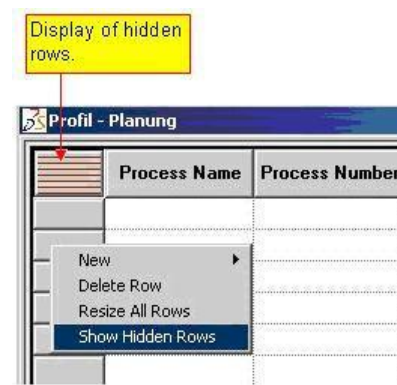 Display of hidden
rows.
Profil - Planung
Process Name Process Number
New
Delete Row
Resize All Rows
Show Hidden Rows